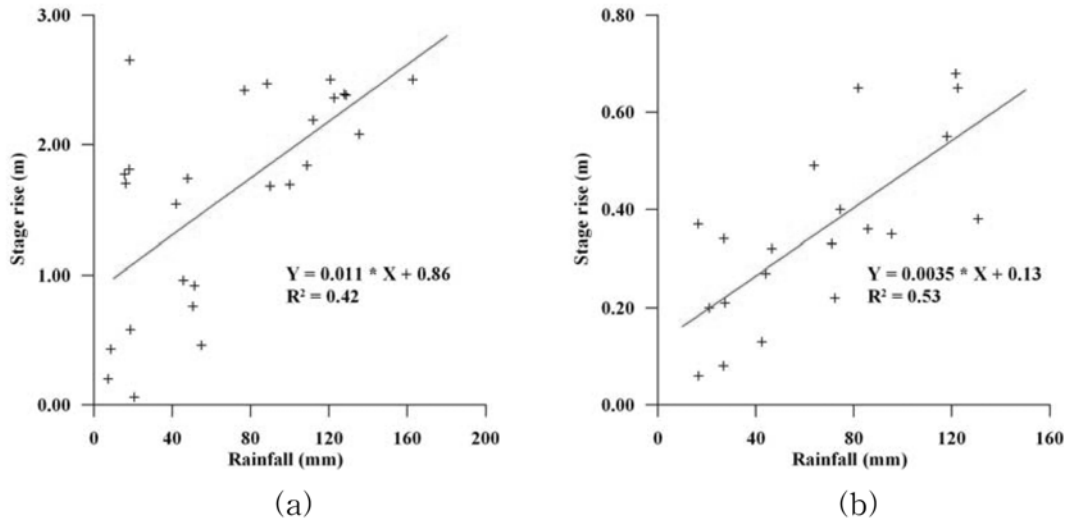 3.00
2.00
1.00
0.00
Stage rise (m)
Y = 0.011 * X + 0.86
R² = 0.42
0 40 80 120 160 200
Rainfall (mm)
(a)
0.80
0.60
0.40
0.20
0.00
Stage rise (m)
Y = 0.0035 * X + 0.13
R² = 0.53
0 40 80 120 160
Rainfall (mm)
(b)